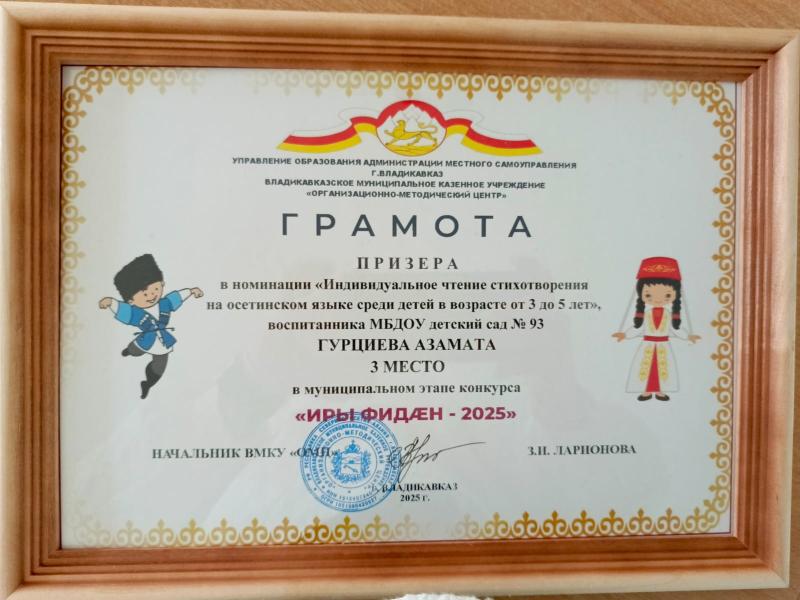 УПРАВЛЕНИЕ ОБРАЗОВАНИЯ АДМИНИСТРАЦИИ МЕСТНОГО САМОУПРАВЛЕНИЯ
Г.ВЛАДИКАВКАЗ
ВЛАДИКАВКАЗСКОЕ МУНИЦИПАЛЬНОЕ КАЗЕННОЕ УЧРЕЖДЕНИЕ
«ОРГАНИЗАЦИОННО-МЕТОДИЧЕСКИЙ ЦЕНТР»
ГРАМОТА
ПРИЗЕРА
в номинации «Индивидуальное чтение стихотворения
на осетинском языке среди детей в возрасте от 3 до 5 лет»,
воспитанника МБДОУ детский сад № 93
ГУРЦИЕВА АЗАМАТА
3 МЕСТО
в муниципальном этапе конкурса
«ИРЫ ФИДÆН - 2025»
НАЧАЛЬНИК ВМКУ «ОМЦ» З.И. ЛАРИОНОВА
Г. ВЛАДИКАВКАЗ
2025 г.